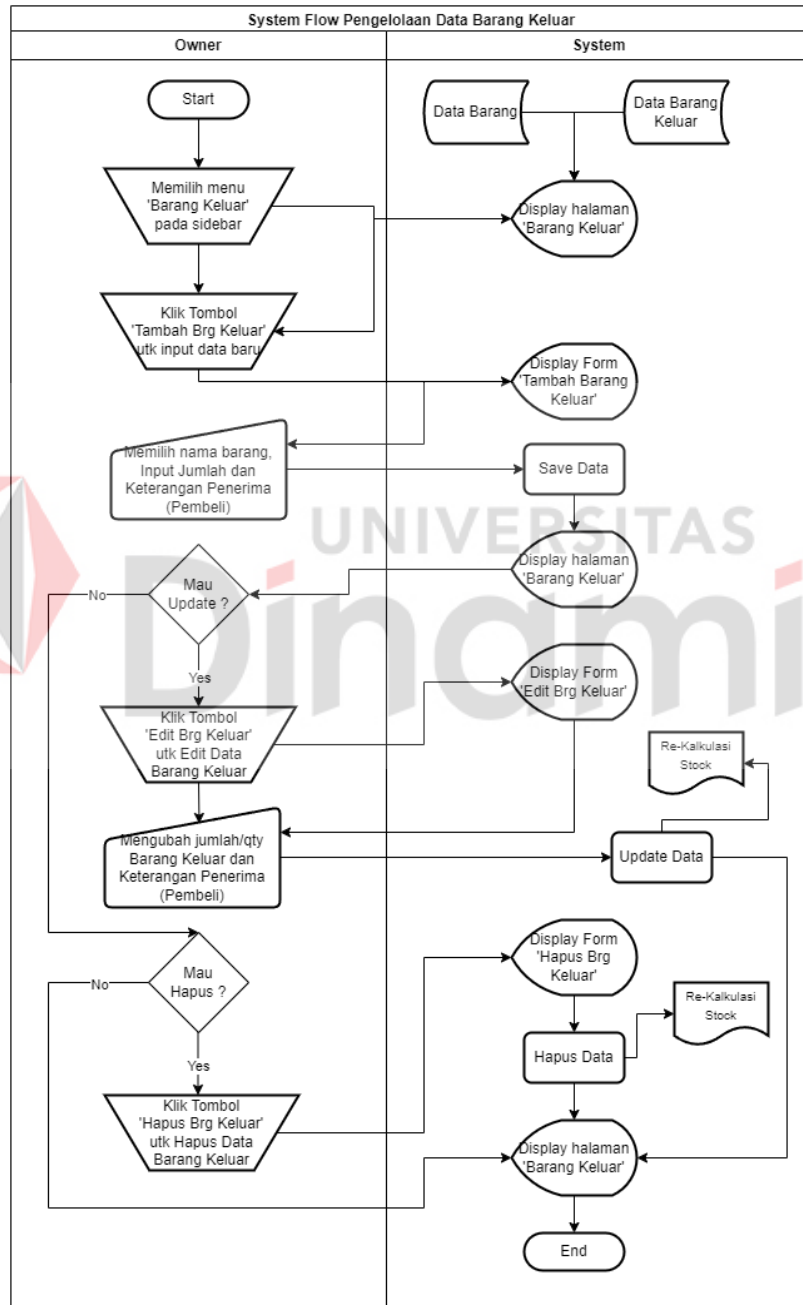 System Flow Pengelolaan Data Barang Keluar
Owner
System
Start
Data Barang
Data Barang
Keluar
Memilih menu
'Barang Keluar'
pada sidebar
Display halaman
'Barang Keluar'
Klik Tombol
'Tambah Brg Keluar'
utk input data baru
Display Form
'Tambah Barang
Keluar'
Memilih nama barang,
Input Jumlah dan
Keterangan Penerima
(Pembeli)
Save Data
UNIVERSITAS
Dinami
Display halaman
'Barang Keluar'
Mau
Update ?
No
Yes
Display Form
'Edit Brg Keluar'
Klik Tombol
'Edit Brg Keluar'
utk Edit Data
Barang Keluar
Re-Kalkulasi
Stock
Mengubah jumlah/qty
Barang Keluar dan
Keterangan Penerima
(Pembeli)
Update Data
Mau
Hapus ?
No
Yes
Display Form
'Hapus Brg
Keluar'
Re-Kalkulasi
Stock
Hapus Data
Klik Tombol
'Hapus Brg Keluar'
utk Hapus Data
Barang Keluar
Display halaman
'Barang Keluar'
End